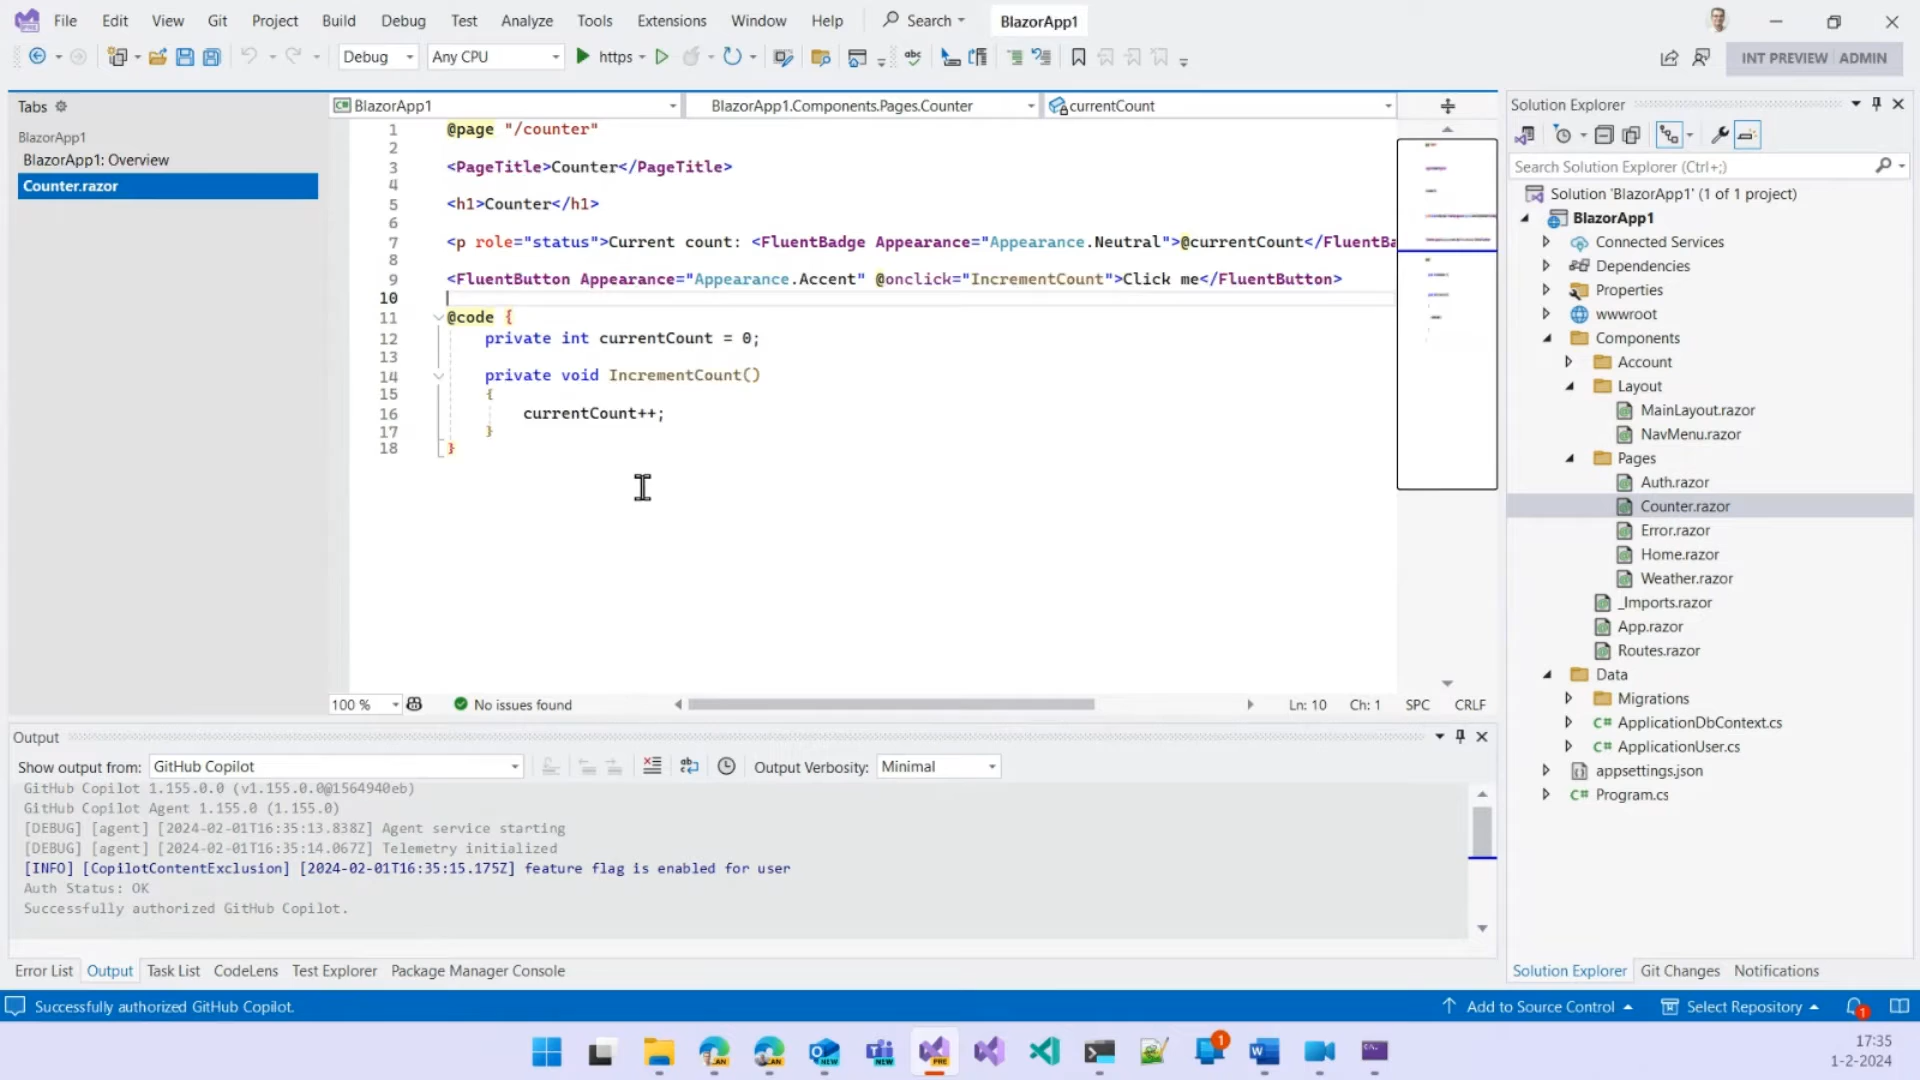 File Edit View Git Project Build Debug Test Analyze Tools Extensions Window Help Search BlazorApp1
Debug Any CPU https INT PREVIEW ADMIN
Tabs
BlazorApp1
BlazorApp1: Overview
Counter.razor
BlazorApp1 BlazorApp1.Components.Pages.Counter currentCount
1 @page "/counter"
2
3 <PageTitle>Counter</PageTitle>
4
5 <h1>Counter</h1>
6
7 <p role="status">Current count: <FluentBadge Appearance="Appearance.Neutral">@currentCount</FluentBa
8
9 <FluentButton Appearance="Appearance.Accent" @onclick="IncrementCount">Click me</FluentButton>
10
11 @code {
12 private int currentCount = 0;
13
14 private void IncrementCount()
15 {
16 currentCount++;
17 }
18 }
100 % No issues found Ln: 10 Ch: 1 SPC CRLF
Output
Show output from: GitHub Copilot Output Verbosity: Minimal
GitHub Copilot 1.155.0.0 (v1.155.0.0@1564940eb)
GitHub Copilot Agent 1.155.0 (1.155.0)
[DEBUG] [agent] [2024-02-01T16:35:13.838Z] Agent service starting
[DEBUG] [agent] [2024-02-01T16:35:14.067Z] Telemetry initialized
[INFO] [CopilotContentExclusion] [2024-02-01T16:35:15.175Z] feature flag is enabled for user
Auth Status: OK
Successfully authorized GitHub Copilot.
Error List Output Task List CodeLens Test Explorer Package Manager Console
Solution Explorer
Search Solution Explorer (Ctrl+;)
Solution 'BlazorApp1' (1 of 1 project)
BlazorApp1
Connected Services
Dependencies
Properties
wwwroot
Components
Account
Layout
MainLayout.razor
NavMenu.razor
Pages
Auth.razor
Counter.razor
Error.razor
Home.razor
Weather.razor
_Imports.razor
App.razor
Routes.razor
Data
Migrations
C# ApplicationDbContext.cs
C# ApplicationUser.cs
appsettings.json
C# Program.cs
Solution Explorer Git Changes Notifications
Successfully authorized GitHub Copilot. Add to Source Control Select Repository 1
17:35
1-2-2024